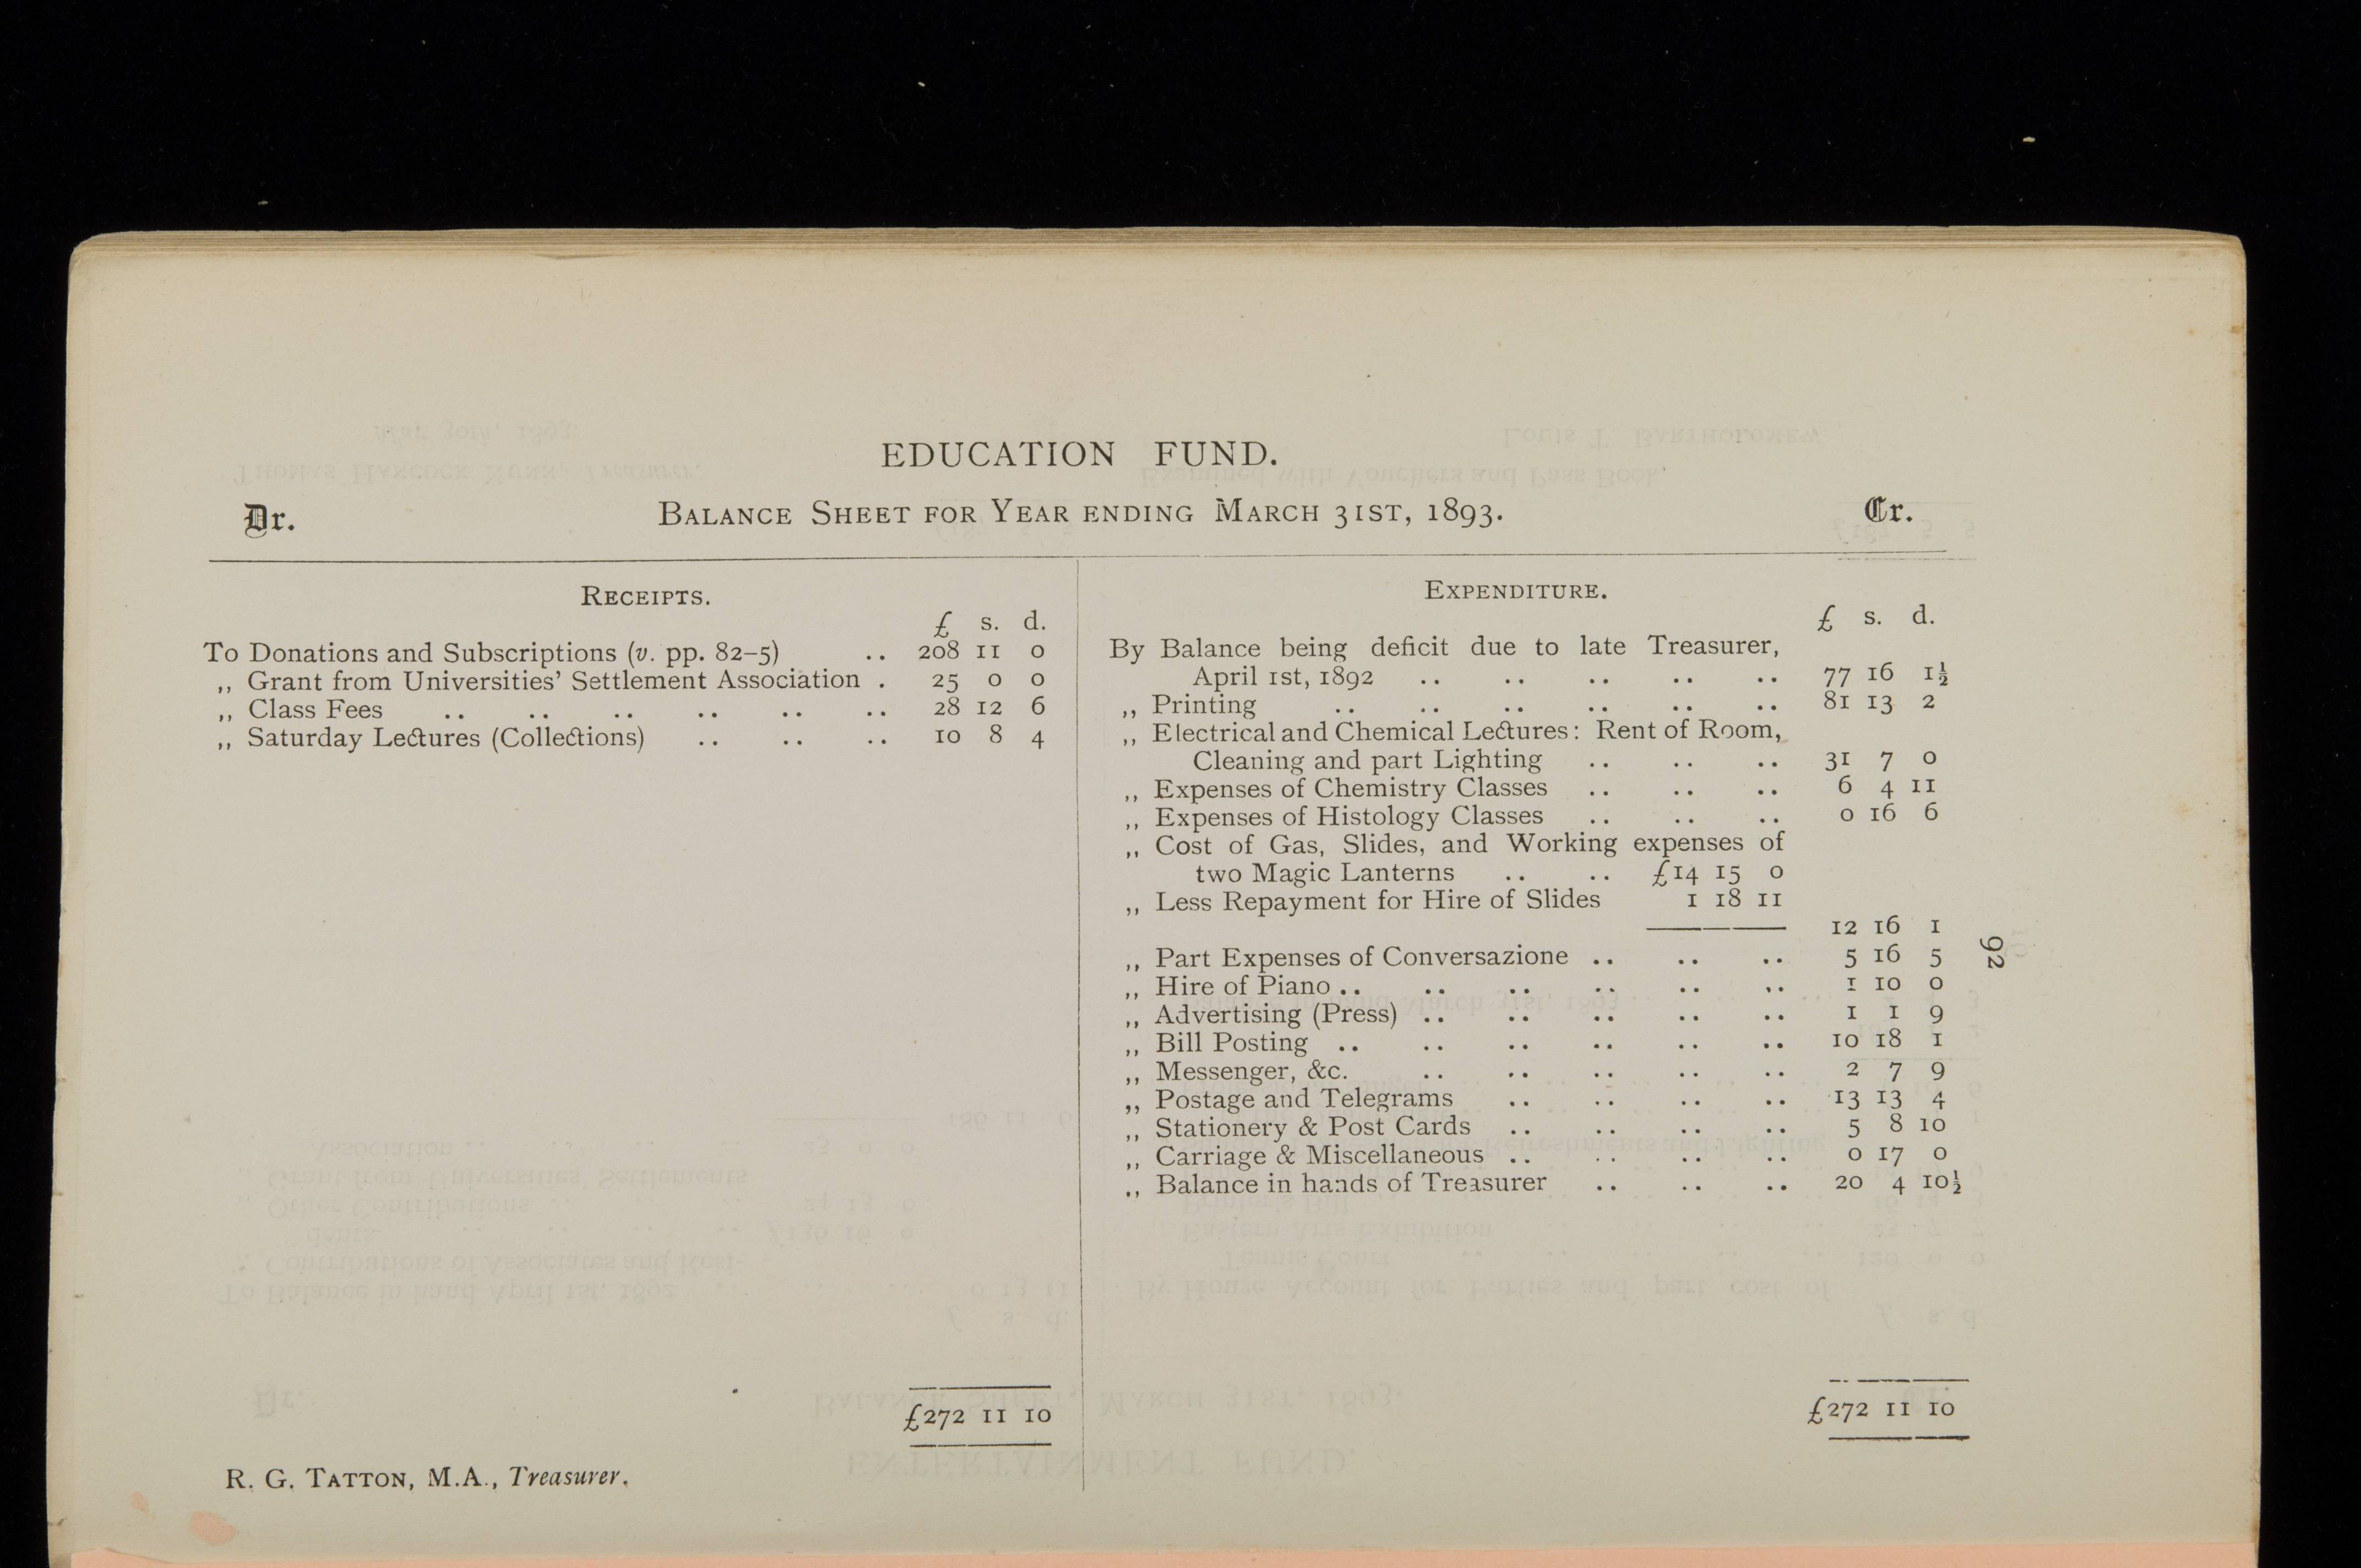 EDUCATION FUND.
Dr. BALANCE SHEET FOR YEAR ENDING MARCH 31ST, 1893. Cr.
RECEIPTS.
£ s. d.
To Donations and Subscriptions (v. pp. 82–5) .. 208 11 0
„ Grant from Universities' Settlement Association . 25 0 0
„ Class Fees .. .. .. .. .. .. 28 12 6
„ Saturday Lectures (Collections) .. .. .. 10 8 4
£272 11 10
R. G. TATTON, M.A., Treasurer.
EXPENDITURE.
£ s. d.
By Balance being deficit due to late Treasurer,
April 1st, 1892 .. .. .. .. .. 77 16 1½
„ Printing .. .. .. .. .. .. 81 13 2
„ Electrical and Chemical Lectures: Rent of Room,
Cleaning and part Lighting .. .. .. 31 7 0
„ Expenses of Chemistry Classes .. .. .. 6 4 11
„ Expenses of Histology Classes .. .. .. 0 16 6
„ Cost of Gas, Slides, and Working expenses of
two Magic Lanterns .. .. £14 15 0
„ Less Repayment for Hire of Slides 1 18 11
12 16 1
„ Part Expenses of Conversazione .. .. .. 5 16 5
„ Hire of Piano .. .. .. .. .. .. 1 10 0
„ Advertising (Press) .. .. .. .. .. 1 1 9
„ Bill Posting .. .. .. .. .. .. 10 18 1
„ Messenger, &c. .. .. .. .. .. 2 7 9
„ Postage and Telegrams .. .. .. .. 13 13 4
„ Stationery & Post Cards .. .. .. .. 5 8 10
„ Carriage & Miscellaneous .. .. .. .. 0 17 0
„ Balance in hands of Treasurer .. .. .. 20 4 10½
£272 11 10
92